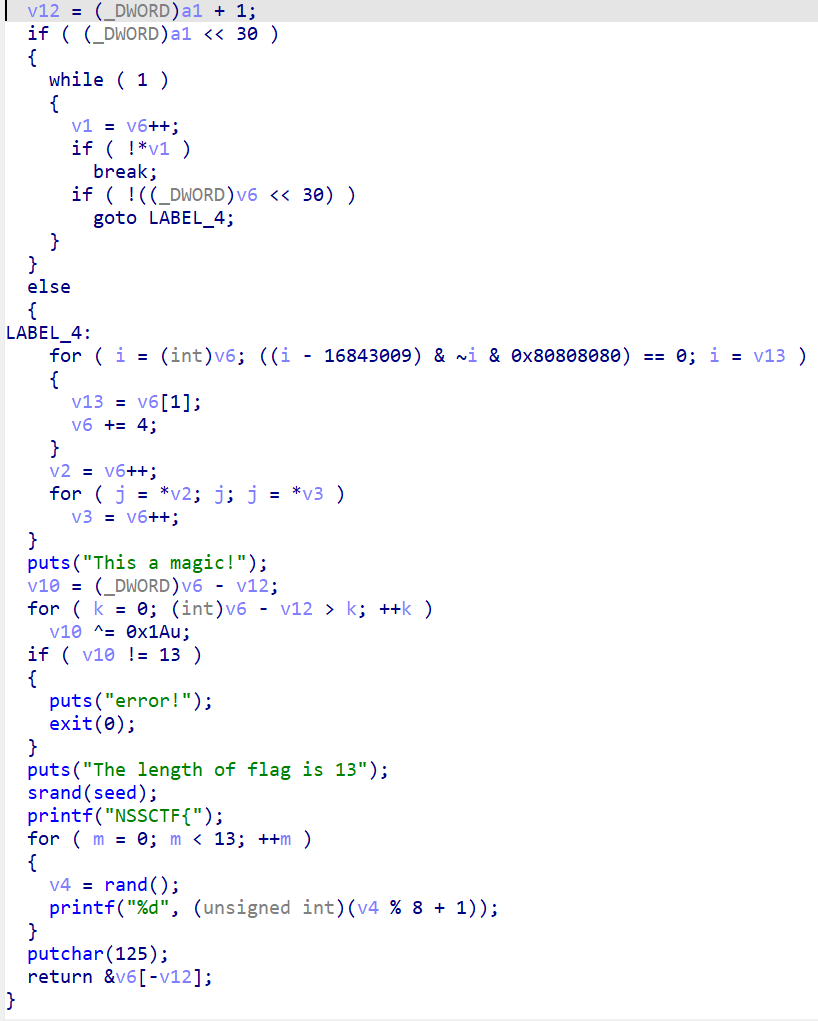 v12 = (_DWORD)a1 + 1;
if ( (_DWORD)a1 << 30 )
{
while ( 1 )
{
v1 = v6++;
if ( !*v1 )
break;
if ( !((_DWORD)v6 << 30) )
goto LABEL_4;
}
}
else
{
LABEL_4:
for ( i = (int)v6; ((i - 16843009) & ~i & 0x80808080) == 0; i = v13 )
{
v13 = v6[1];
v6 += 4;
}
v2 = v6++;
for ( j = *v2; j; j = *v3 )
v3 = v6++;
}
puts("This a magic!");
v10 = (_DWORD)v6 - v12;
for ( k = 0; (int)v6 - v12 > k; ++k )
v10 ^= 0x1Au;
if ( v10 != 13 )
{
puts("error!");
exit(0);
}
puts("The length of flag is 13");
srand(seed);
printf("NSSCTF{");
for ( m = 0; m < 13; ++m )
{
v4 = rand();
printf("%d", (unsigned int)(v4 % 8 + 1));
}
putchar(125);
return &v6[-v12];
}